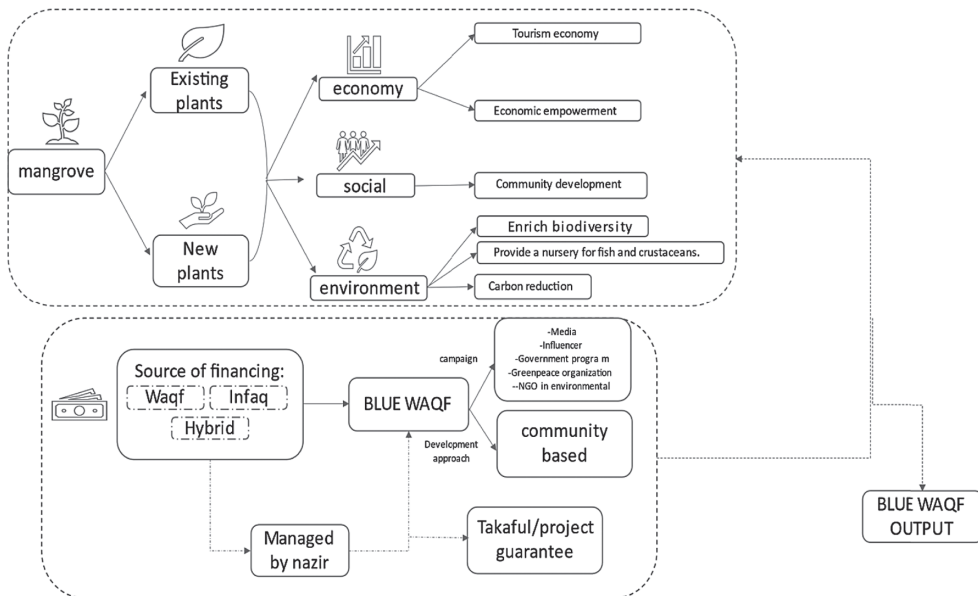 mangrove
Existing
plants
New
plants
economy
Tourism economy
Economic empowerment
social
Community development
environment
Enrich biodiversity
Provide a nursery for fish and crustaceans.
Carbon reduction
Source of financing:
Waqf
Infaq
Hybrid
BLUE WAQF
campaign
-Media
-Influencer
-Government progra m
-Greenpeace organization
--NGO in environmental
Development
approach
community
based
Managed
by nazir
Takaful/project
guarantee
BLUE WAQF
OUTPUT